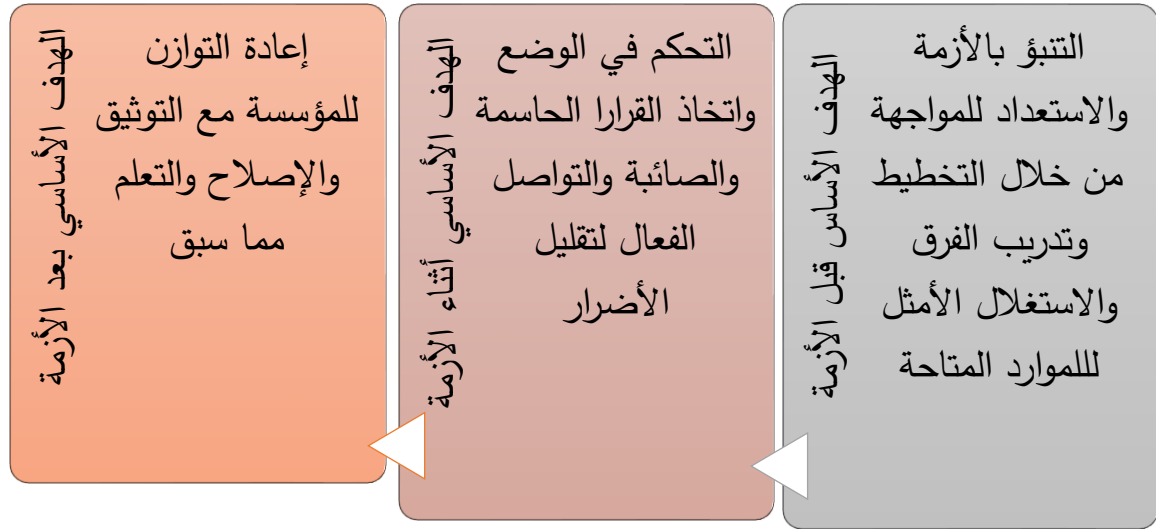 الهدف الأساس قبل الأزمة
التنبؤ بالأزمة
والاستعداد للمواجهة
من خلال التخطيط
وتدريب الفرق
والاستغلال الأمثل
لللموارد المتاحة
الهدف الأساسي أثناء الأزمة
التحكم في الوضع
واتخاذ القرارا الحاسمة
والصائبة والتواصل
الفعال لتقليل
الأضرار
الهدف الأساسي بعد الأزمة
إعادة التوازن
للمؤسسة مع التوثيق
والإصلاح والتعلم
مما سبق